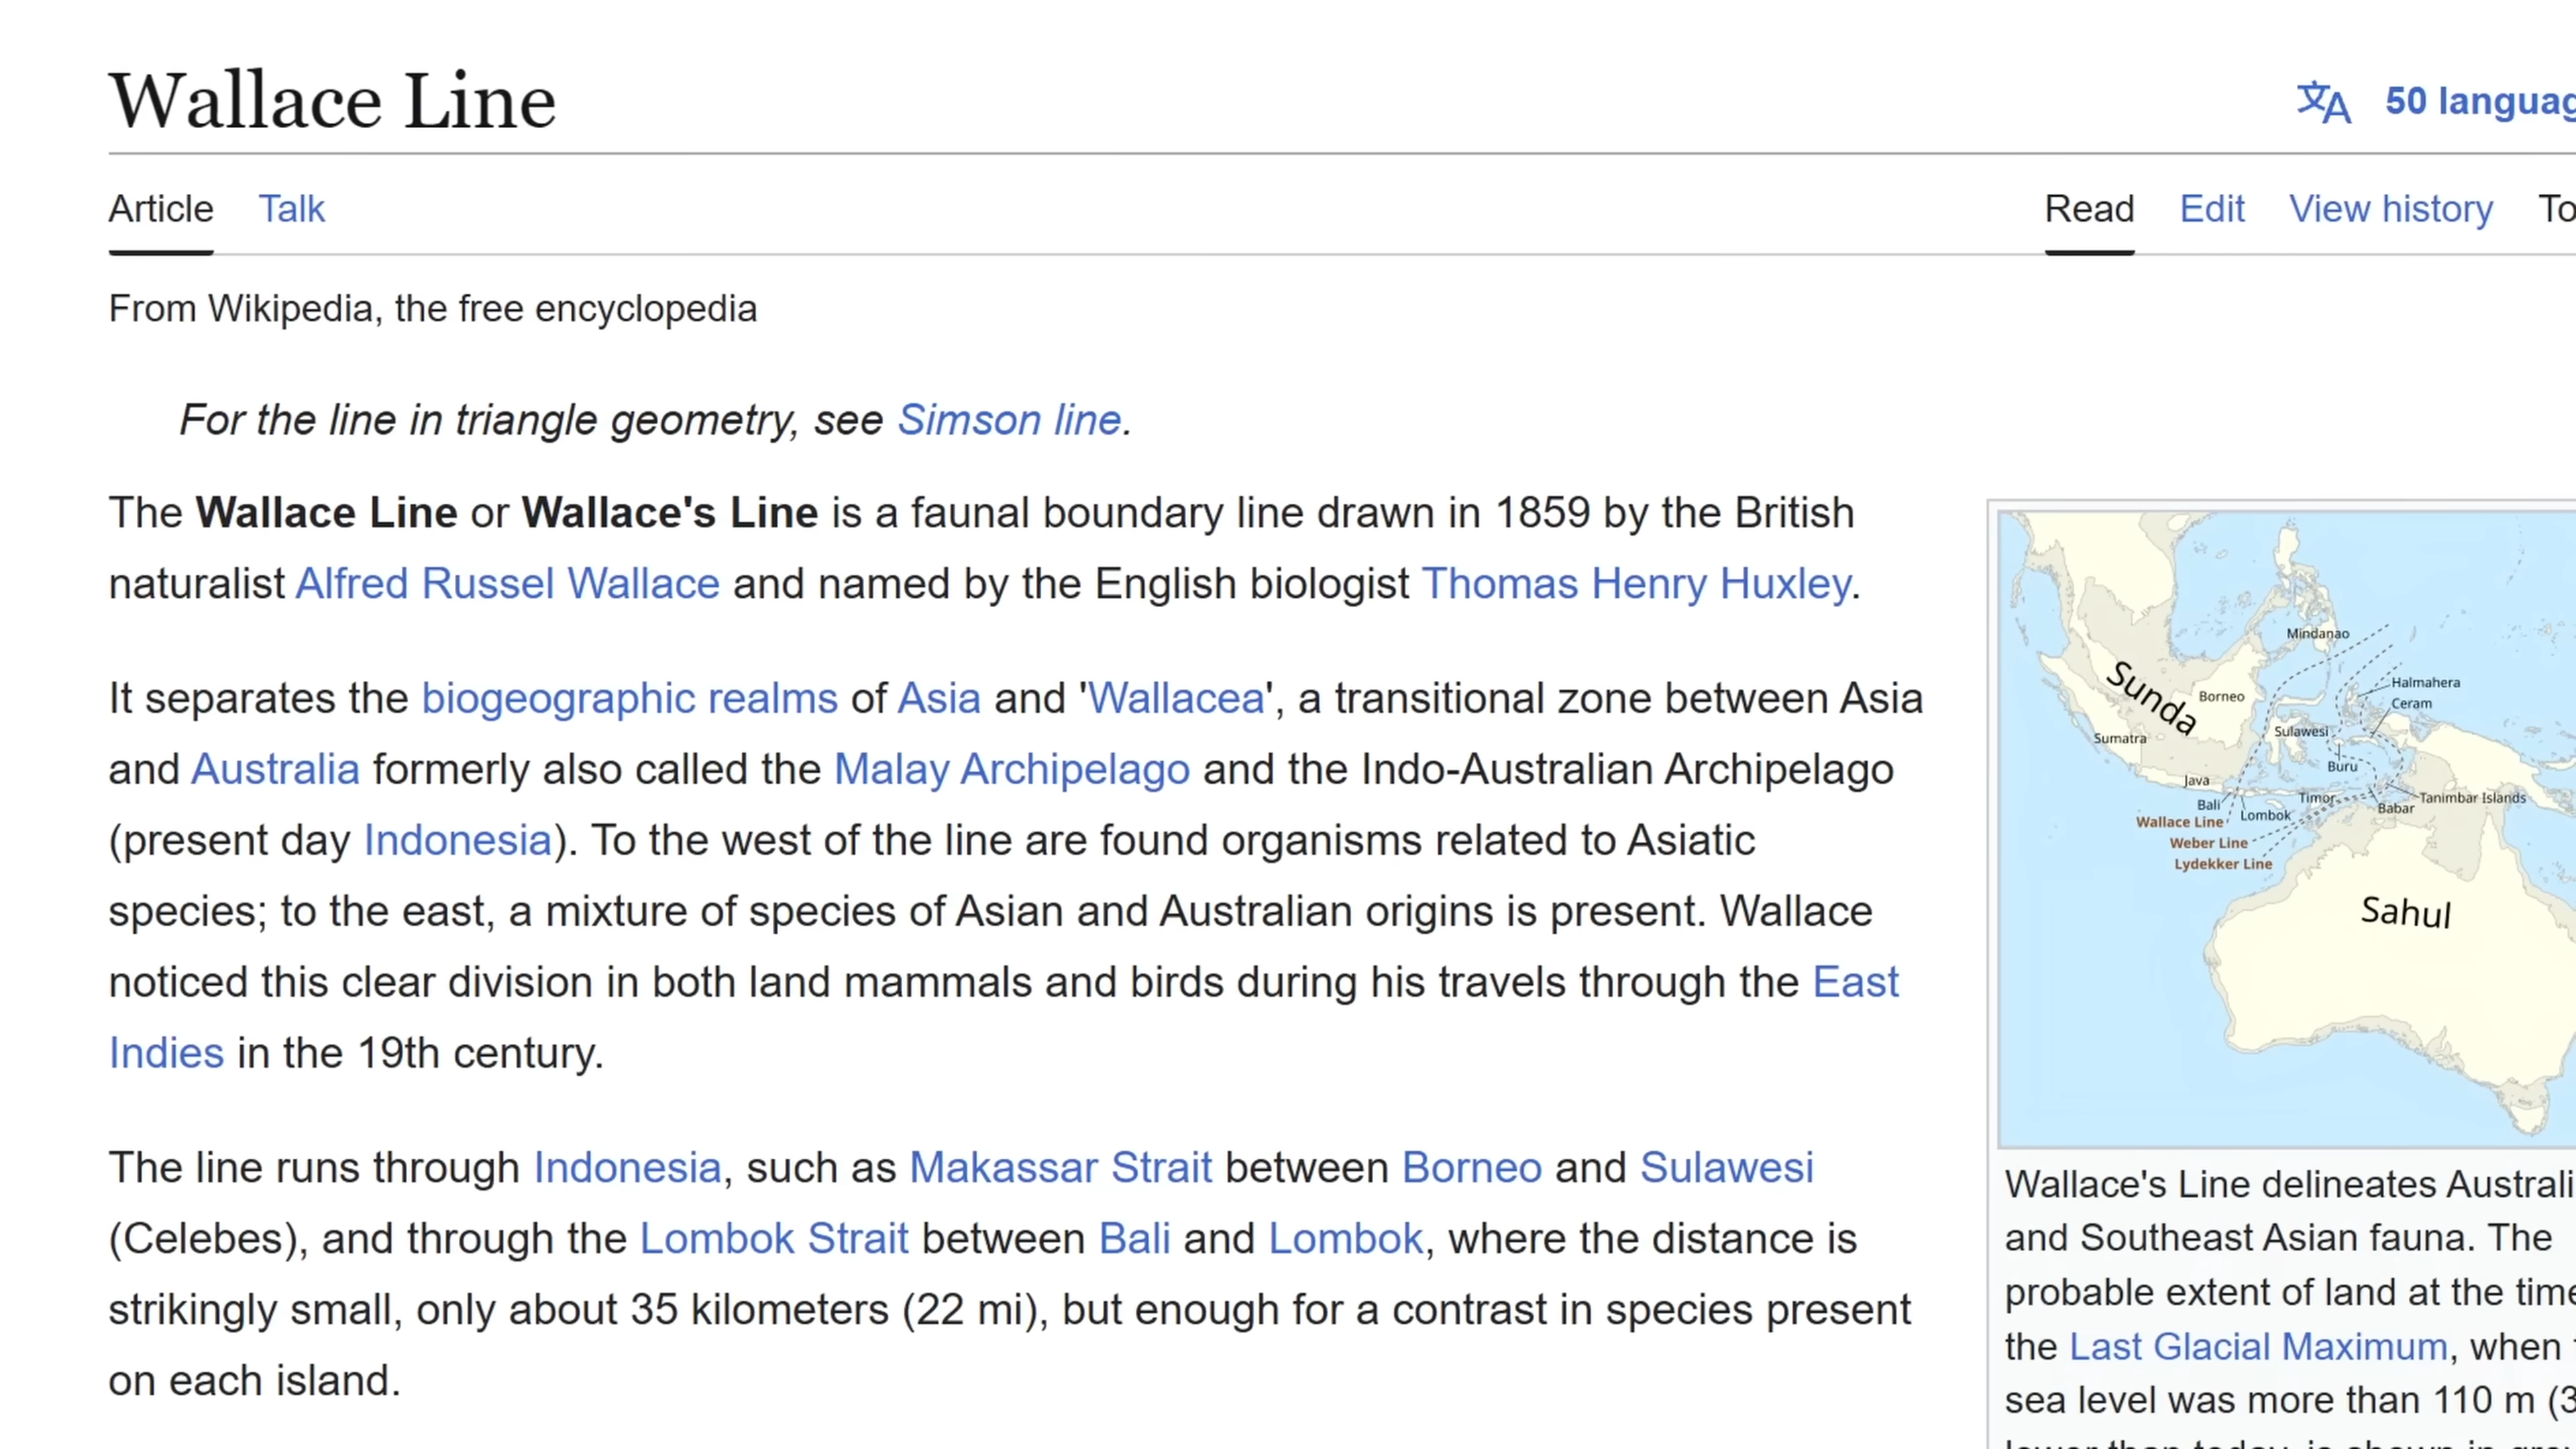 Wallace Line
50 languag
Article Talk
Read Edit View history To
From Wikipedia, the free encyclopedia
For the line in triangle geometry, see Simson line.
The Wallace Line or Wallace's Line is a faunal boundary line drawn in 1859 by the British
naturalist Alfred Russel Wallace and named by the English biologist Thomas Henry Huxley.
It separates the biogeographic realms of Asia and 'Wallacea', a transitional zone between Asia
and Australia formerly also called the Malay Archipelago and the Indo-Australian Archipelago
(present day Indonesia). To the west of the line are found organisms related to Asiatic
species; to the east, a mixture of species of Asian and Australian origins is present. Wallace
noticed this clear division in both land mammals and birds during his travels through the East
Indies in the 19th century.
The line runs through Indonesia, such as Makassar Strait between Borneo and Sulawesi
(Celebes), and through the Lombok Strait between Bali and Lombok, where the distance is
strikingly small, only about 35 kilometers (22 mi), but enough for a contrast in species present
on each island.
Mindanao
Sunda
Borneo
Halmahera
Ceram
Sumatra
Sulawesi
Buru
Java
Bali
Lombok
Timor
Babar
Tanimbar Islands
Wallace Line
Weber Line
Lydekker Line
Sahul
Wallace's Line delineates Australi
and Southeast Asian fauna. The
probable extent of land at the time
the Last Glacial Maximum, when
sea level was more than 110 m (3